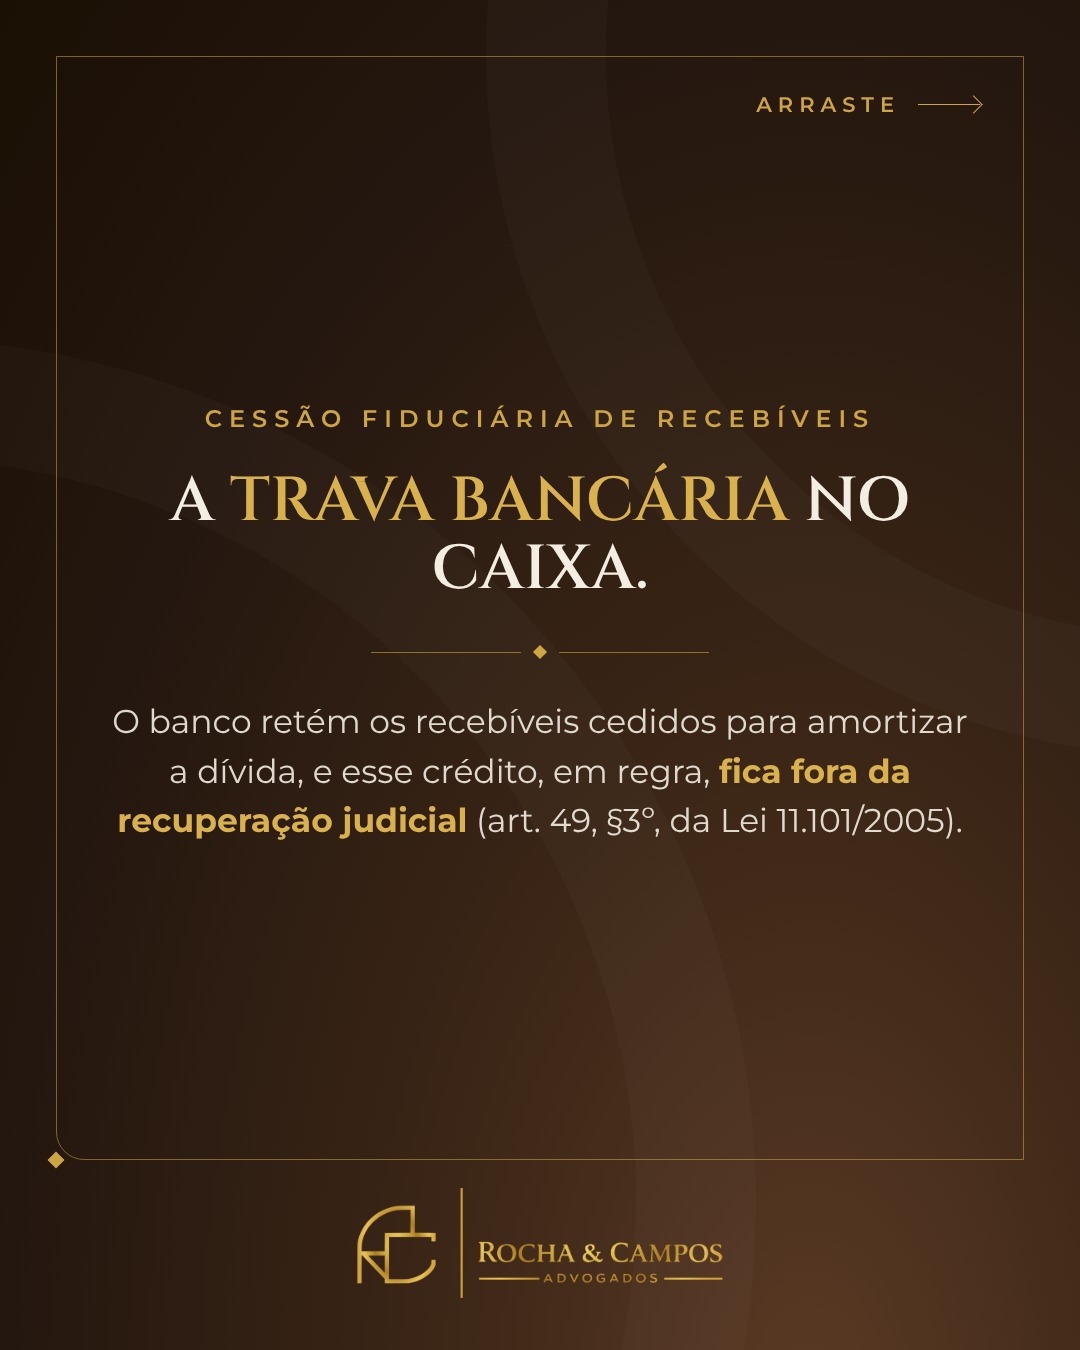 ARRASTE
CESSÃO FIDUCIÁRIA DE RECEBÍVEIS
A TRAVA BANCÁRIA NO
CAIXA.
O banco retém os recebíveis cedidos para amortizar
a dívida, e esse crédito, em regra, fica fora da
recuperação judicial (art. 49, §3º, da Lei 11.101/2005).
ROCHA & CAMPOS
ADVOGADOS